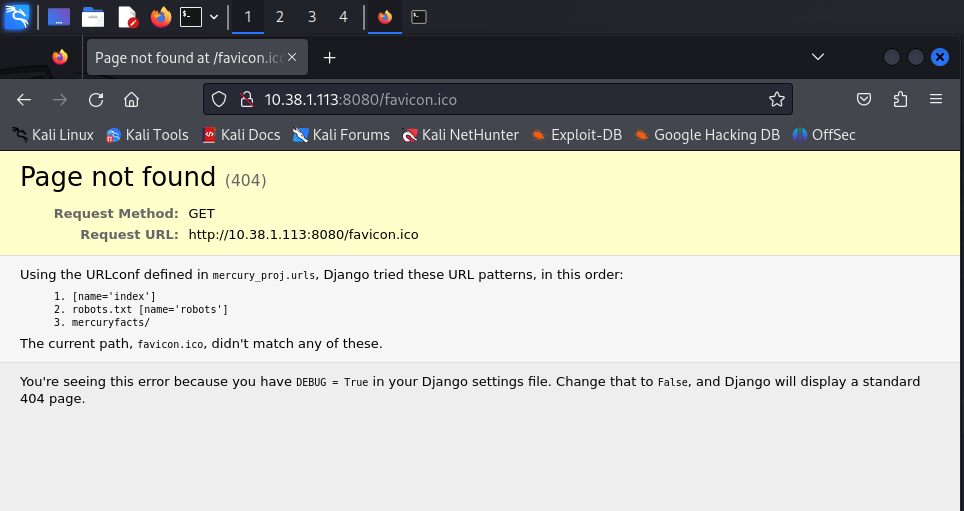 1 2 3 4
Page not found at /favicon.ic
10.38.1.113:8080/favicon.ico
Kali Linux Kali Tools Kali Docs Kali Forums Kali NetHunter Exploit-DB Google Hacking DB OffSec
Page not found (404)
Request Method: GET
Request URL: http://10.38.1.113:8080/favicon.ico
Using the URLconf defined in mercury_proj.urls, Django tried these URL patterns, in this order:
1. [name='index']
2. robots.txt [name='robots']
3. mercuryfacts/
The current path, favicon.ico, didn't match any of these.
You're seeing this error because you have DEBUG = True in your Django settings file. Change that to False, and Django will display a standard
404 page.